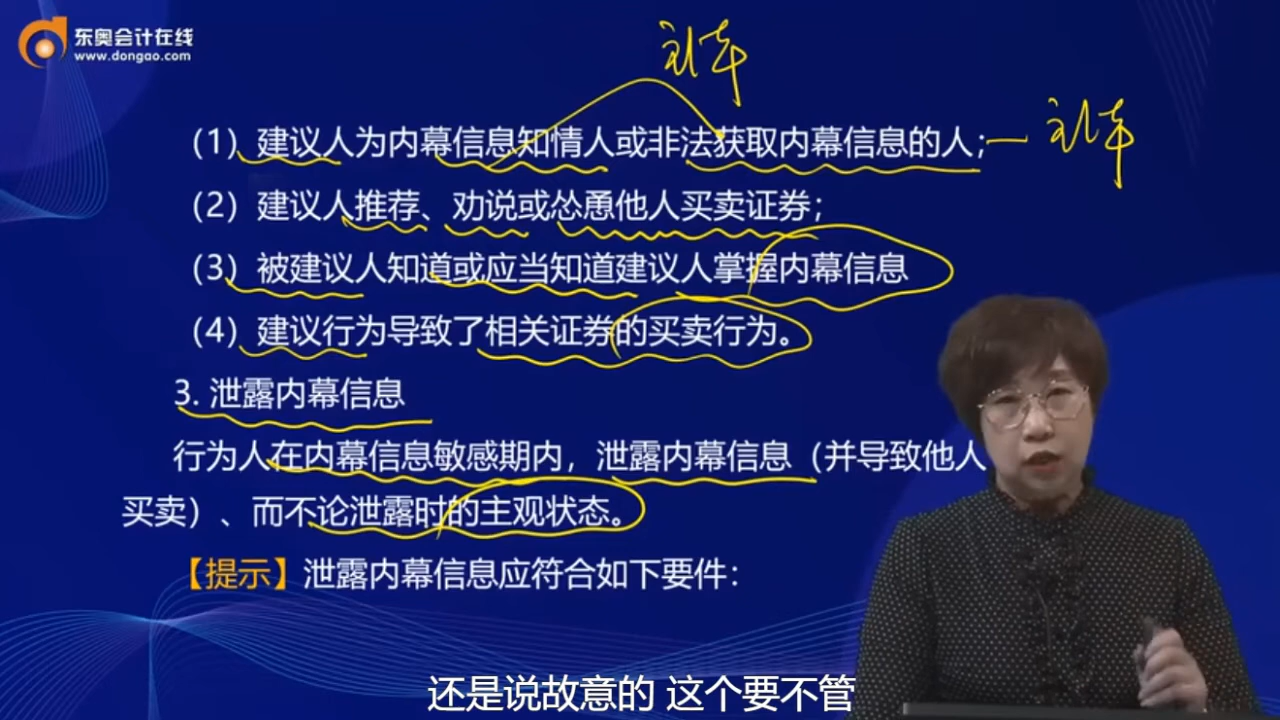 东奥会计在线
www.dongao.com
（1）建议人为内幕信息知情人或非法获取内幕信息的人；
（2）建议人推荐、劝说或怂恿他人买卖证券；
（3）被建议人知道或应当知道建议人掌握内幕信息
（4）建议行为导致了相关证券的买卖行为。
3. 泄露内幕信息
行为人在内幕信息敏感期内，泄露内幕信息（并导致他人
买卖）、而不论泄露时的主观状态。
【提示】泄露内幕信息应符合如下要件：
还是说故意的 这个要不管